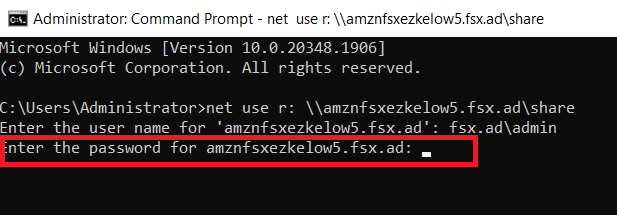 Administrator: Command Prompt - net  use r: \\amznfsxezkelow5.fsx.ad\share
Microsoft Windows [Version 10.0.20348.1906]
(c) Microsoft Corporation. All rights reserved.
C:\Users\Administrator>net use r: \\amznfsxezkelow5.fsx.ad\share
Enter the user name for 'amznfsxezkelow5.fsx.ad': fsx.ad\admin
Enter the password for amznfsxezkelow5.fsx.ad: _